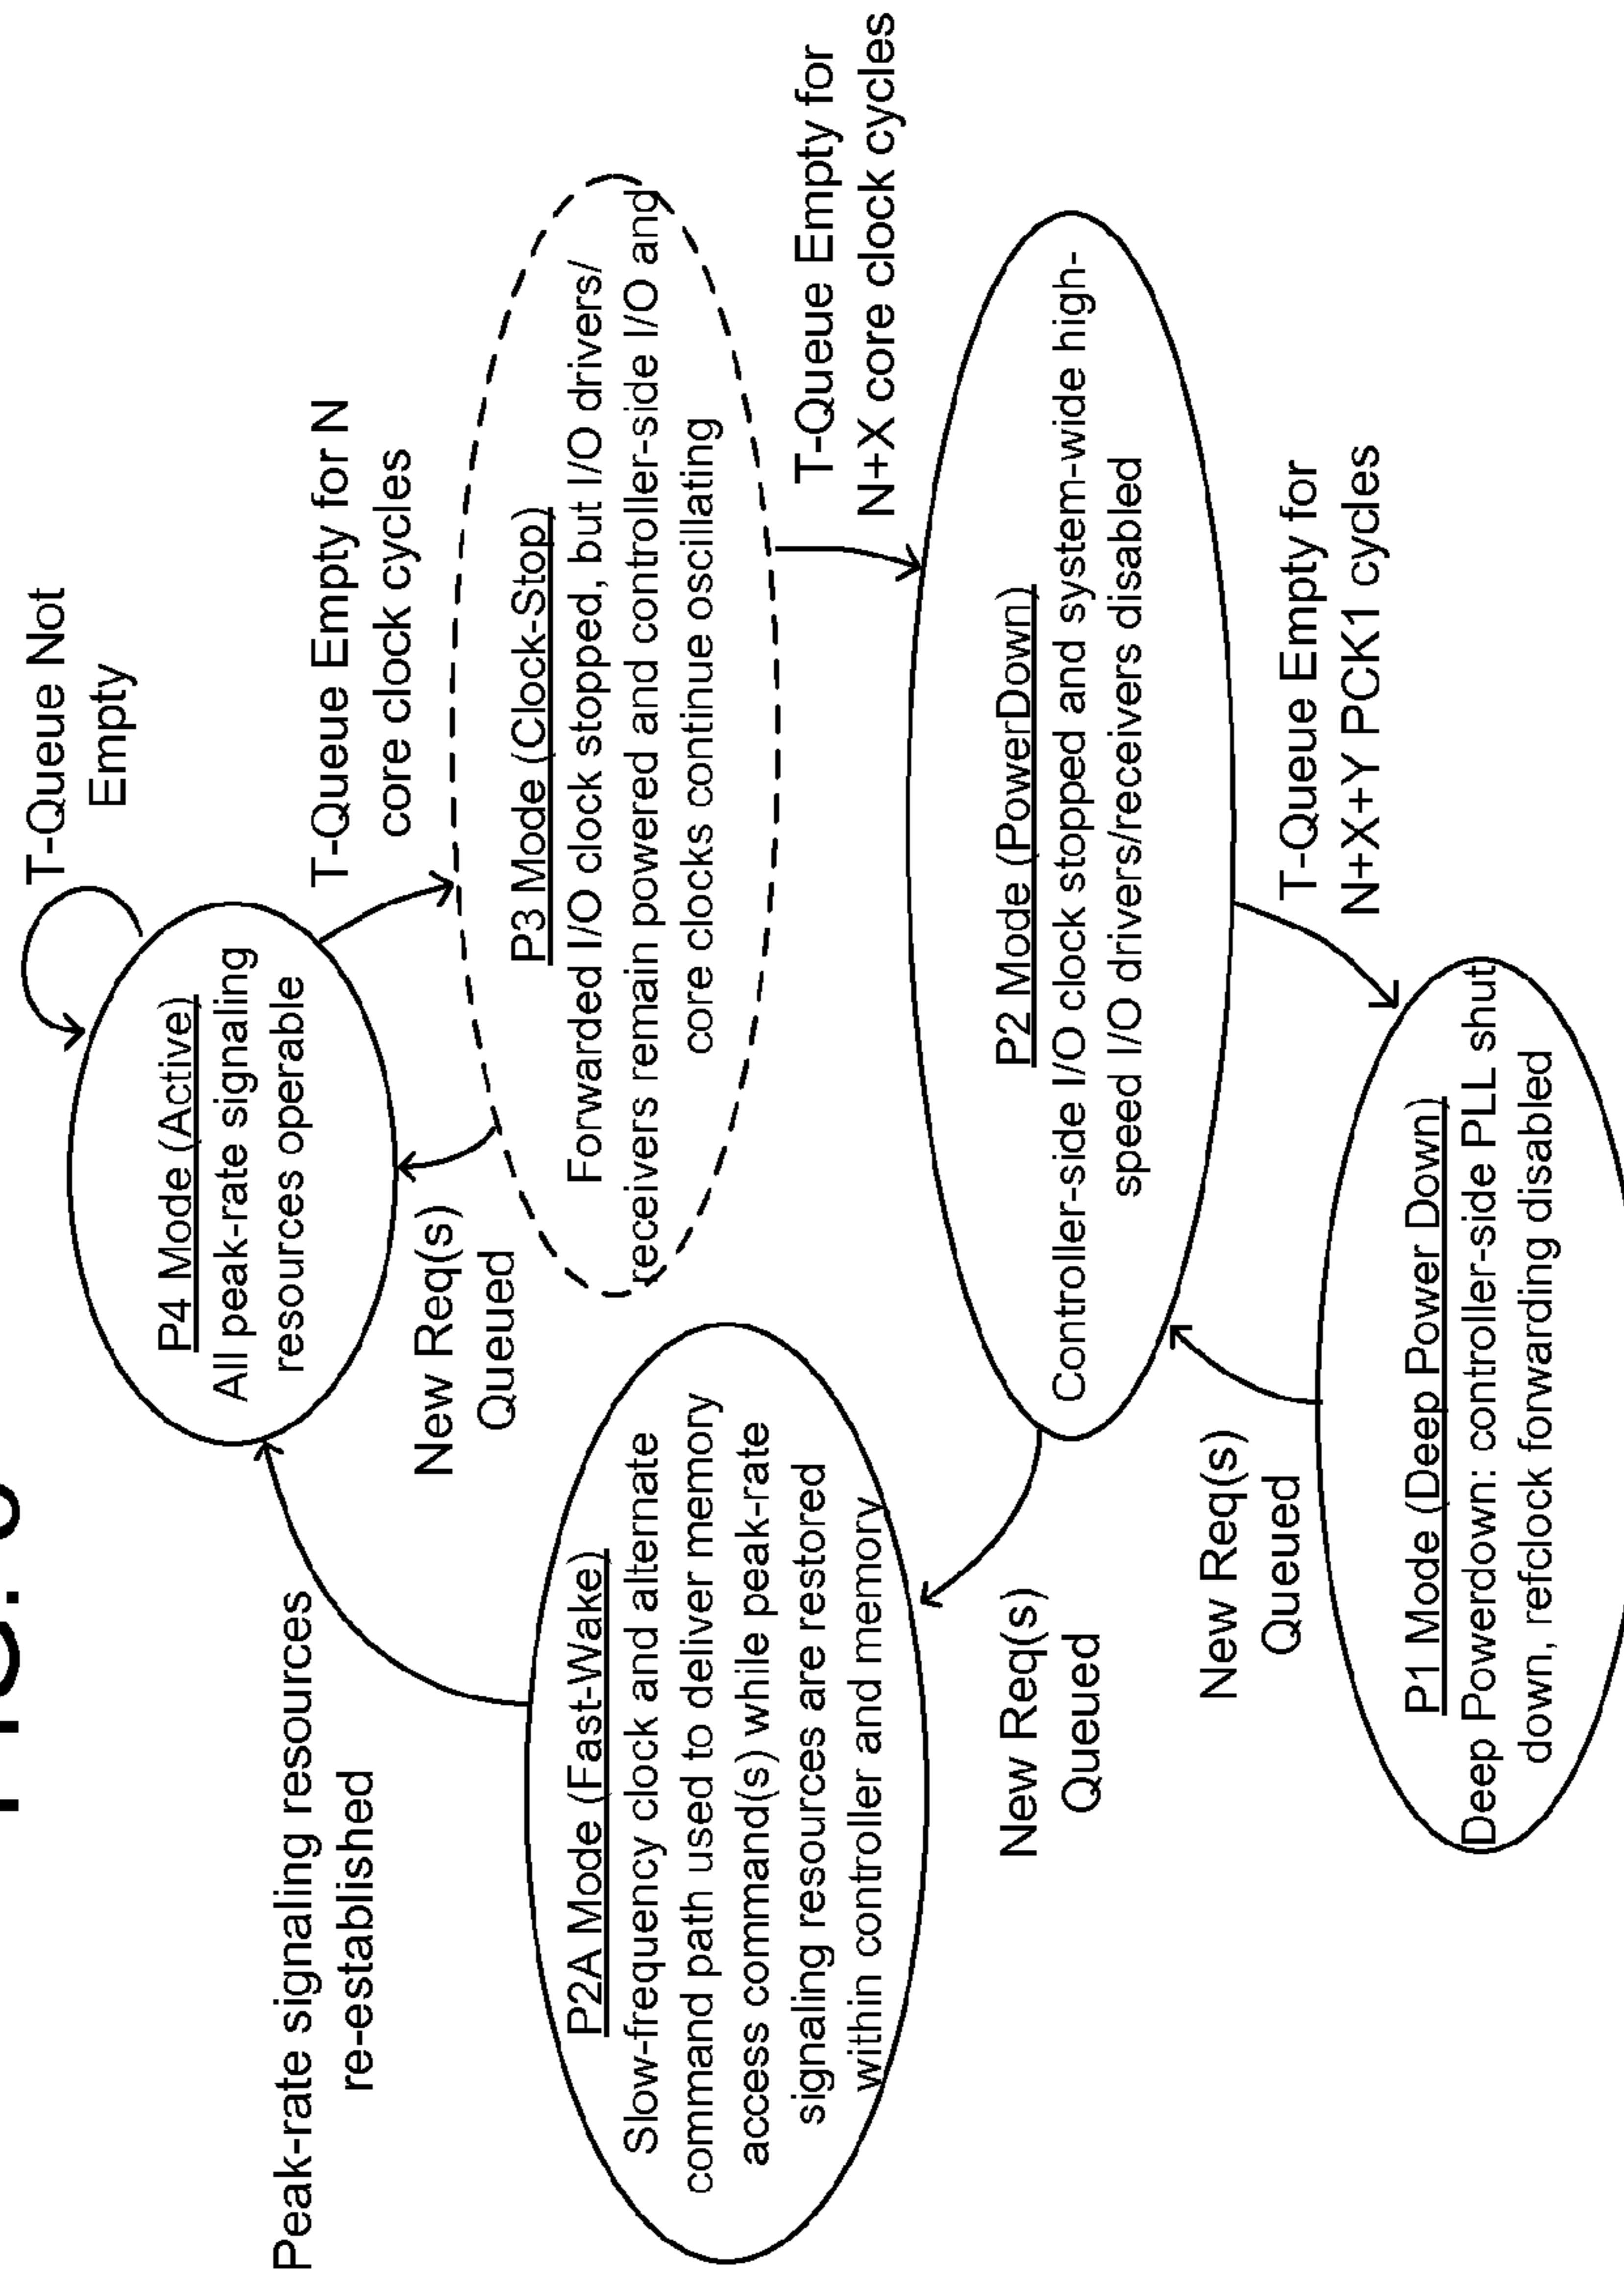 FIG.
T-Queue Not
Empty
P4 Mode (Active)
All peak-rate signaling
resources operable
Peak-rate signaling resources
re-established
T-Queue Empty for N
core clock cycles
New Req(s)
Queued
P3 Mode (Clock-Stop)
Forwarded I/O clock stopped, but I/O drivers/
receivers remain powered and controller-side I/O and
core clocks continue oscillating
P2A Mode (Fast-Wake)
Slow-frequency clock and alternate
command path used to deliver memory
access command(s) while peak-rate
signaling resources are restored
within controller and memory
T-Queue Empty for
N+X core clock cycles
New Req(s)
Queued
P2 Mode (PowerDown)
Controller-side I/O clock stopped and system-wide high-
speed I/O drivers/receivers disabled
New Req(s)
Queued
T-Queue Empty for
N+X+Y PCK1 cycles
P1 Mode (Deep Power Down)
Deep Powerdown: controller-side PLL shut
down, refclock forwarding disabled